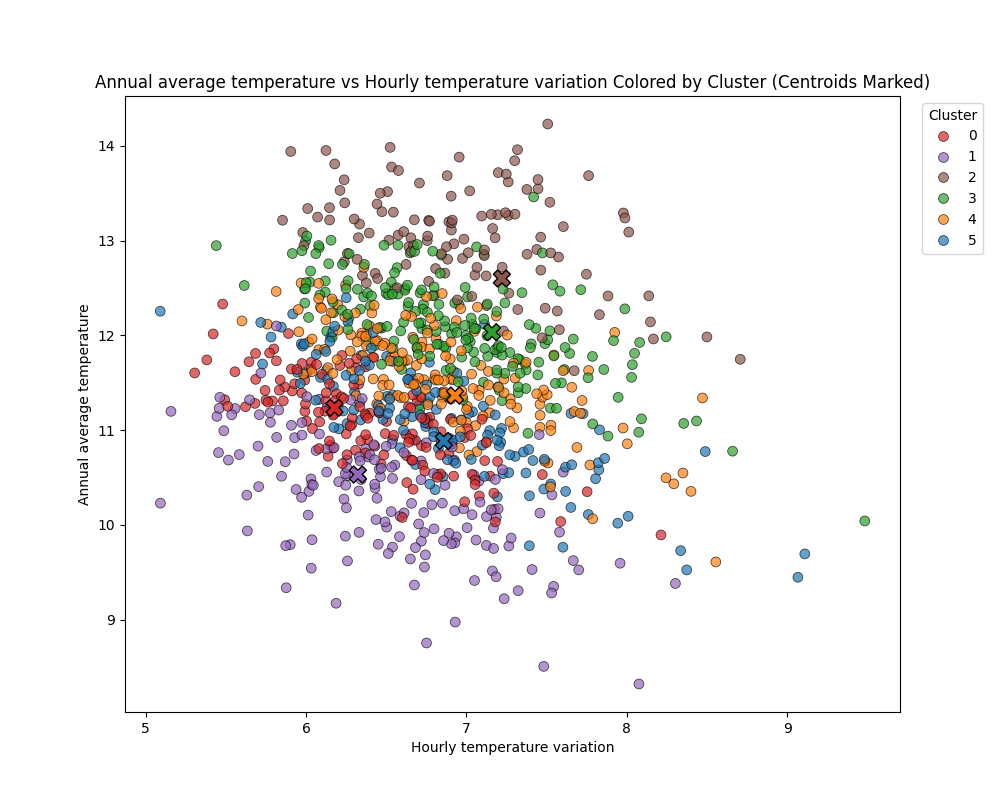 Annual average temperature vs Hourly temperature variation Colored by Cluster (Centroids Marked)
Cluster
0
1
2
3
4
5
Annual average temperature
14
13
12
11
10
9
5 6 7 8 9
Hourly temperature variation